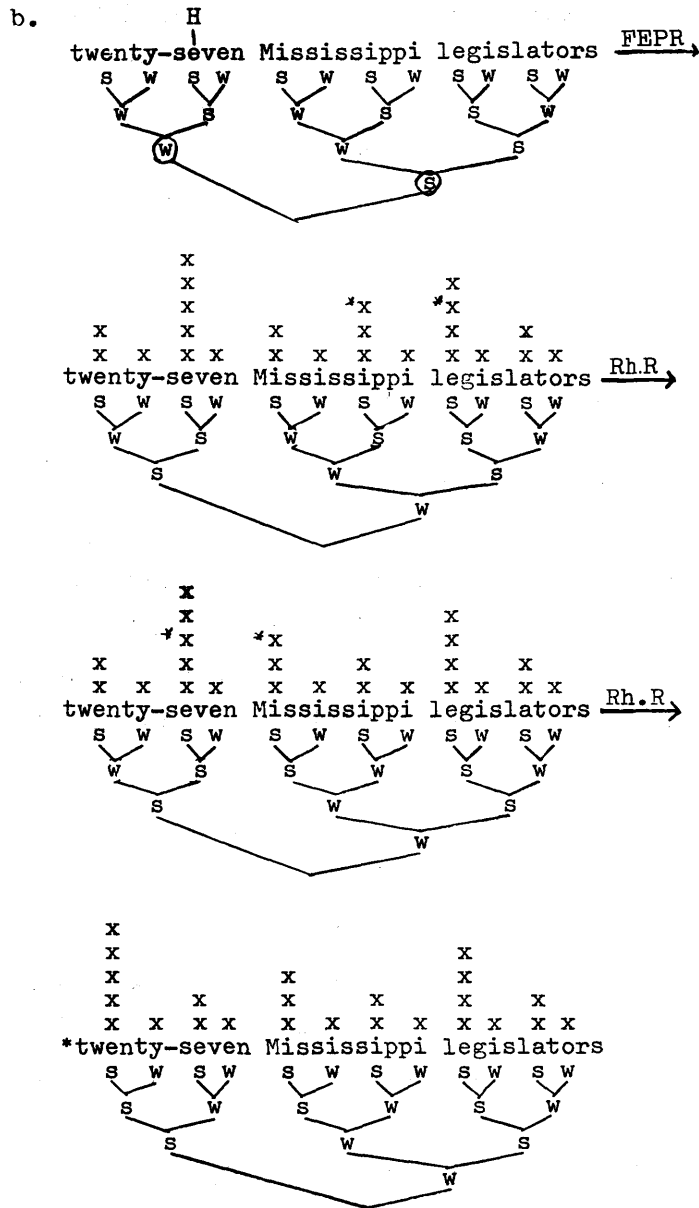 b.
H
twenty-seven Mississippi legislators FEPR
S W S W S W S W S W S W
W S W S S W
W W S
S
x
x x
x *x *x
x x x x x x
x x x x x x x x x x x x
twenty-seven Mississippi legislators Rh.R
S W S W S W S W S W S W
W S W S S W
S W S
W
x
x x
*x *x x
x x x x x x
x x x x x x x x x x x x
twenty-seven Mississippi legislators Rh.R
S W S W S W S W S W S W
W S S W S W
S W S
W
x
x x
x x x
x x x x x x
x x x x x x x x x x x x
*twenty-seven Mississippi legislators
S W S W S W S W S W S W
S W S W S W
S W S
W